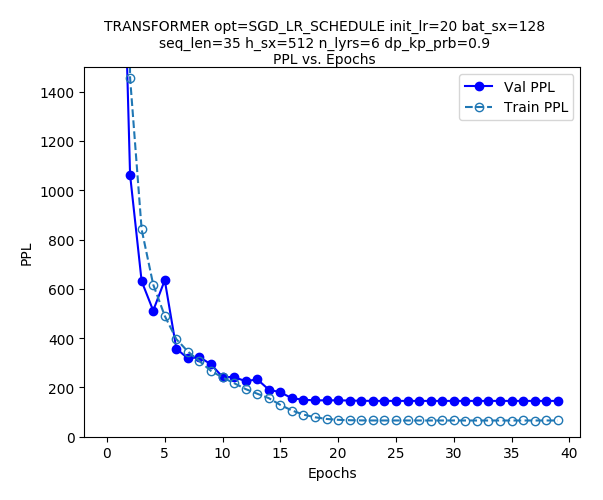 TRANSFORMER opt=SGD_LR_SCHEDULE init_lr=20 bat_sx=128
seq_len=35 h_sx=512 n_lyrs=6 dp_kp_prb=0.9
PPL vs. Epochs
Val PPL
Train PPL
PPL
1400
1200
1000
800
600
400
200
0
0 5 10 15 20 25 30 35 40
Epochs